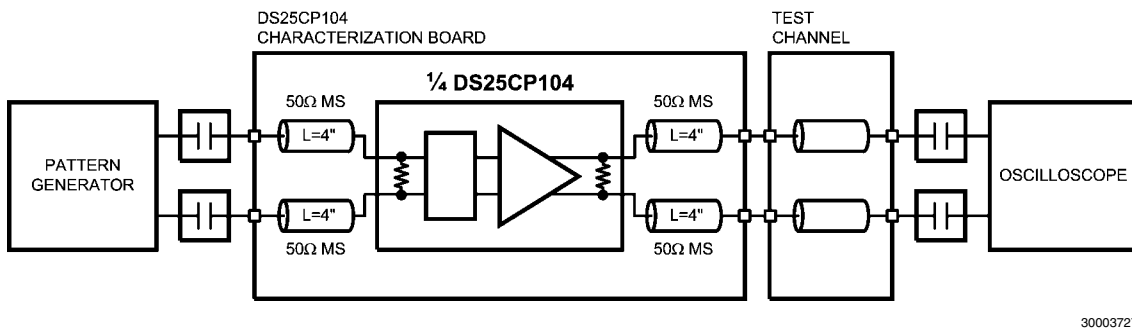 DS25CP104
CHARACTERIZATION BOARD
TEST
CHANNEL
¼ DS25CP104
50Ω MS
50Ω MS
L=4"
L=4"
PATTERN
GENERATOR
OSCILLOSCOPE
L=4"
L=4"
50Ω MS
50Ω MS